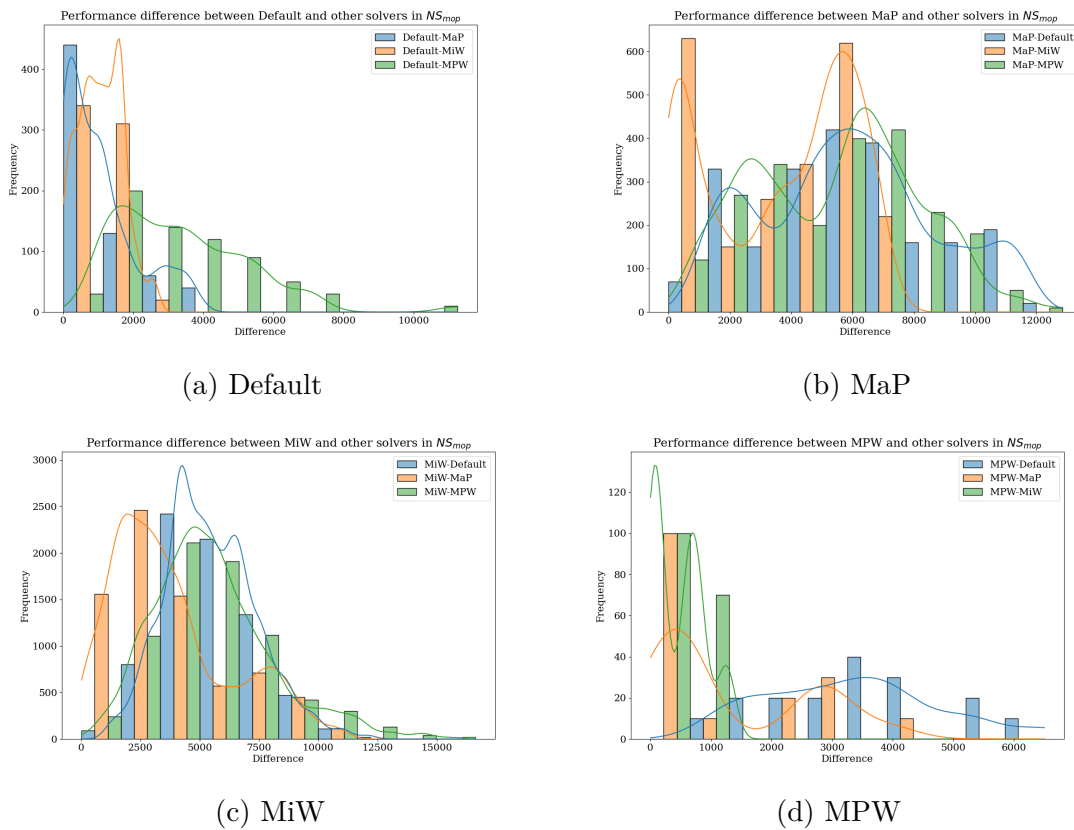 Performance difference between Default and other solvers in NSmop
Default-MaP
Default-MiW
Default-MPW
Frequency
400
300
200
100
0
0 2000 4000 6000 8000 10000
Difference
(a) Default
Performance difference between MaP and other solvers in NSmop
MaP-Default
MaP-MiW
MaP-MPW
Frequency
600
500
400
300
200
100
0
0 2000 4000 6000 8000 10000 12000
Difference
(b) MaP
Performance difference between MiW and other solvers in NSmop
MiW-Default
MiW-MaP
MiW-MPW
Frequency
3000
2500
2000
1500
1000
500
0
0 2500 5000 7500 10000 12500 15000
Difference
(c) MiW
Performance difference between MPW and other solvers in NSmop
MPW-Default
MPW-MaP
MPW-MiW
Frequency
120
100
80
60
40
20
0
0 1000 2000 3000 4000 5000 6000
Difference
(d) MPW